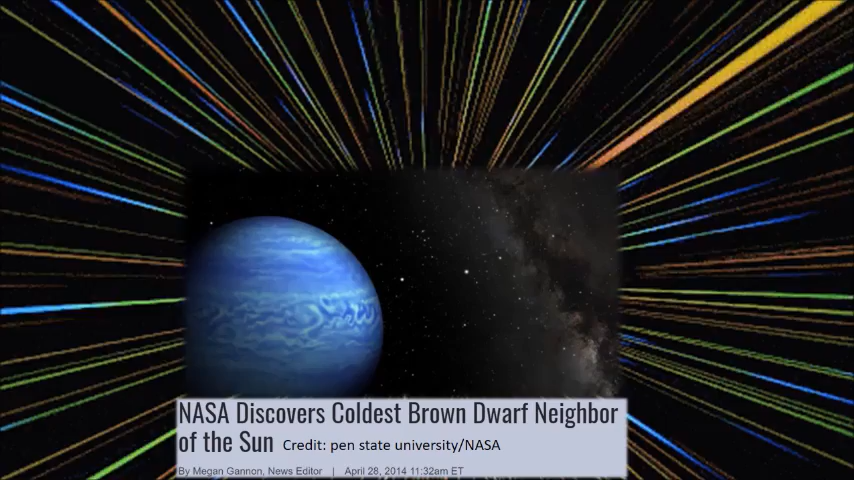 NASA Discovers Coldest Brown Dwarf Neighbor
of the Sun Credit: pen state university/NASA
By Megan Gannon, News Editor | April 28, 2014 11:32am ET